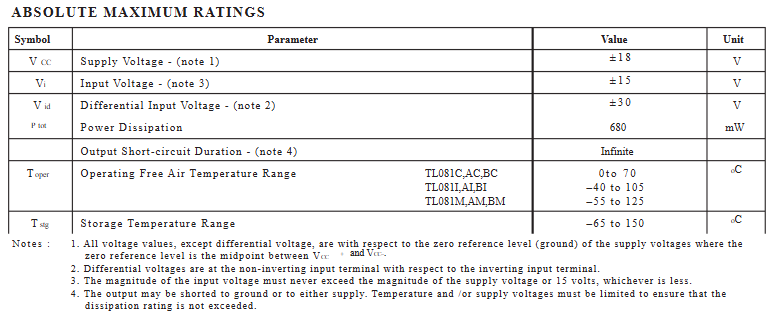 ABSOLUTE MAXIMUM RATINGS
Symbol Parameter Value Unit
V CC Supply Voltage - (note 1) ±18 V
Vi Input Voltage - (note 3) ±15 V
V id Differential Input Voltage - (note 2) ±30 V
P tot Power Dissipation 680 mW
Output Short-circuit Duration - (note 4) Infinite
T oper Operating Free Air Temperature Range TL081C,AC,BC 0to 70 oC
TL081I,AI,BI –40 to 105
TL081M,AM,BM –55 to 125
T stg Storage Temperature Range –65 to 150 oC
Notes : 1. All voltage values, except differential voltage, are with respect to the zero reference level (ground) of the supply voltages where the
zero reference level is the midpoint between VCC + and VCC-.
2. Differential voltages are at the non-inverting input terminal with respect to the inverting input terminal.
3. The magnitude of the input voltage must never exceed the magnitude of the supply voltage or 15 volts, whichever is less.
4. The output may be shorted to ground or to either supply. Temperature and /or supply voltages must be limited to ensure that the
dissipation rating is not exceeded.